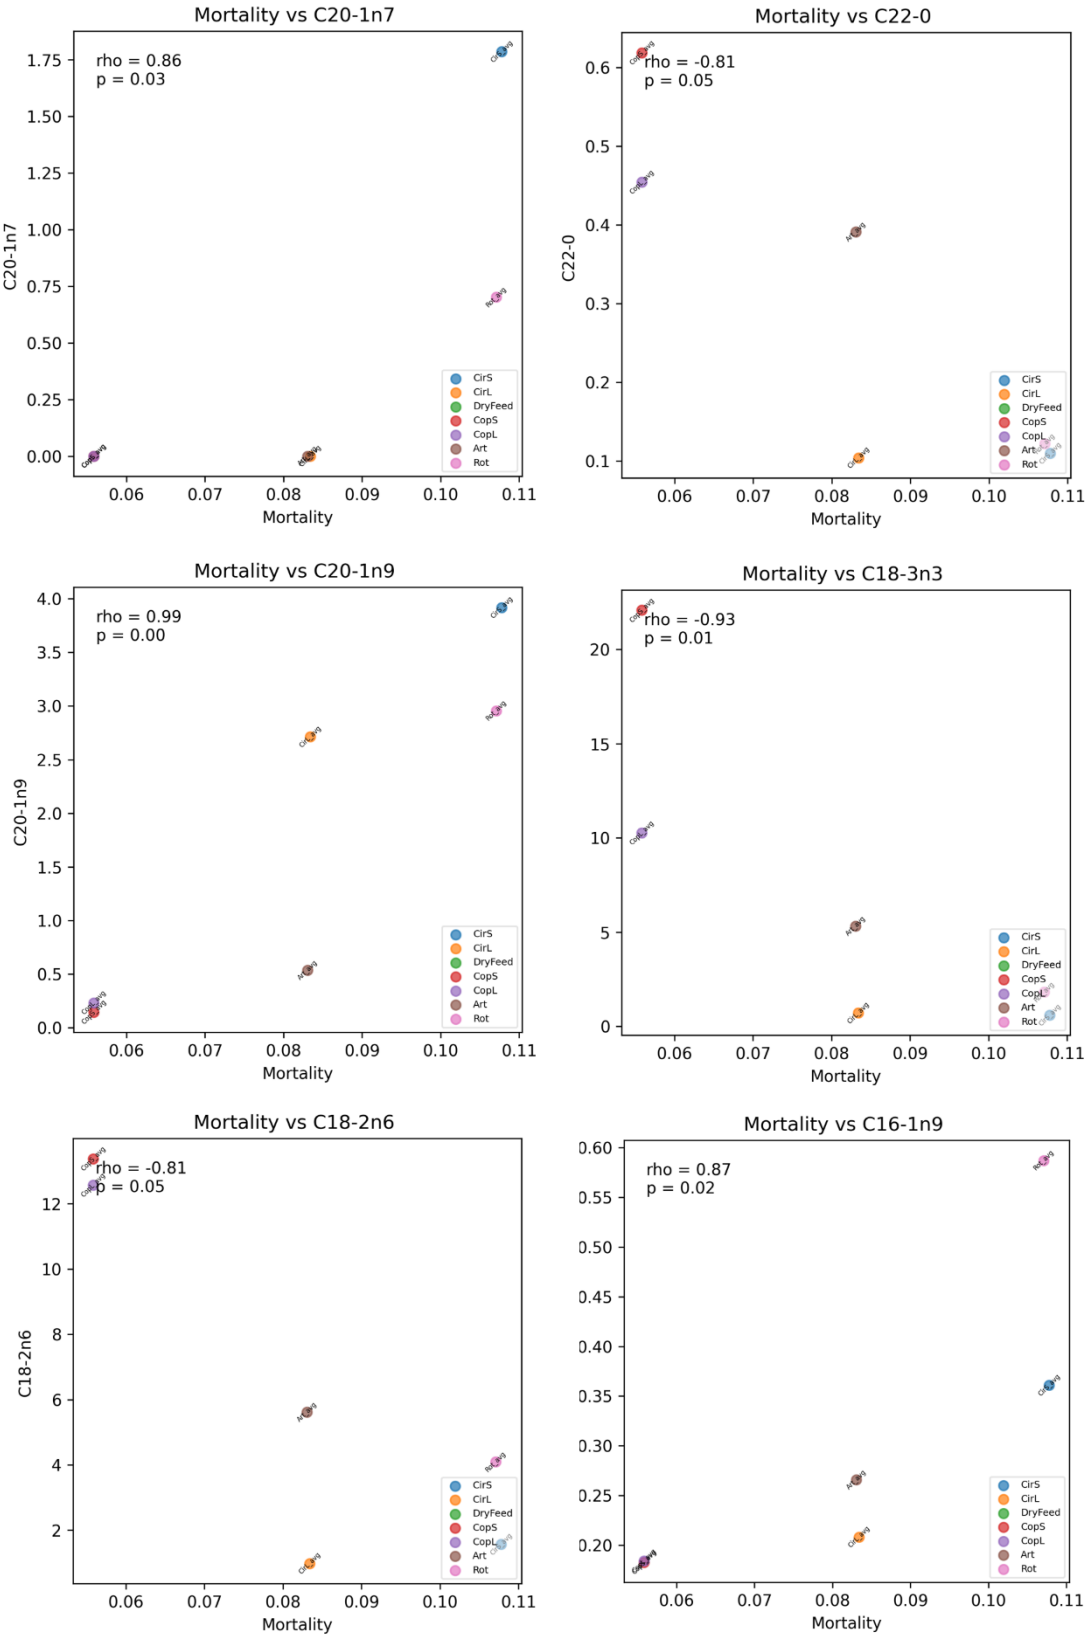 Mortality vs C20-1n7
rho = 0.86
p = 0.03
C20-1n7
1.75
1.50
1.25
1.00
0.75
0.50
0.25
0.00
CirS
CirL
DryFeed
CopS
CopL
Art
Rot
0.06 0.07 0.08 0.09 0.10 0.11
Mortality
Mortality vs C22-0
rho = -0.81
p = 0.05
C22-0
0.6
0.5
0.4
0.3
0.2
0.1
CirS
CirL
DryFeed
CopS
CopL
Art
Rot
0.06 0.07 0.08 0.09 0.10 0.11
Mortality
Mortality vs C20-1n9
rho = 0.99
p = 0.00
C20-1n9
4.0
3.5
3.0
2.5
2.0
1.5
1.0
0.5
0.0
CirS
CirL
DryFeed
CopS
CopL
Art
Rot
0.06 0.07 0.08 0.09 0.10 0.11
Mortality
Mortality vs C18-3n3
rho = -0.93
p = 0.01
20
15
10
5
0
CirS
CirL
DryFeed
CopS
CopL
Art
Rot
0.06 0.07 0.08 0.09 0.10 0.11
Mortality
Mortality vs C18-2n6
rho = -0.81
p = 0.05
C18-2n6
12
10
8
6
4
2
CirS
CirL
DryFeed
CopS
CopL
Art
Rot
0.06 0.07 0.08 0.09 0.10 0.11
Mortality
Mortality vs C16-1n9
rho = 0.87
p = 0.02
0.60
0.55
0.50
0.45
0.40
0.35
0.30
0.25
0.20
CirS
CirL
DryFeed
CopS
CopL
Art
Rot
0.06 0.07 0.08 0.09 0.10 0.11
Mortality